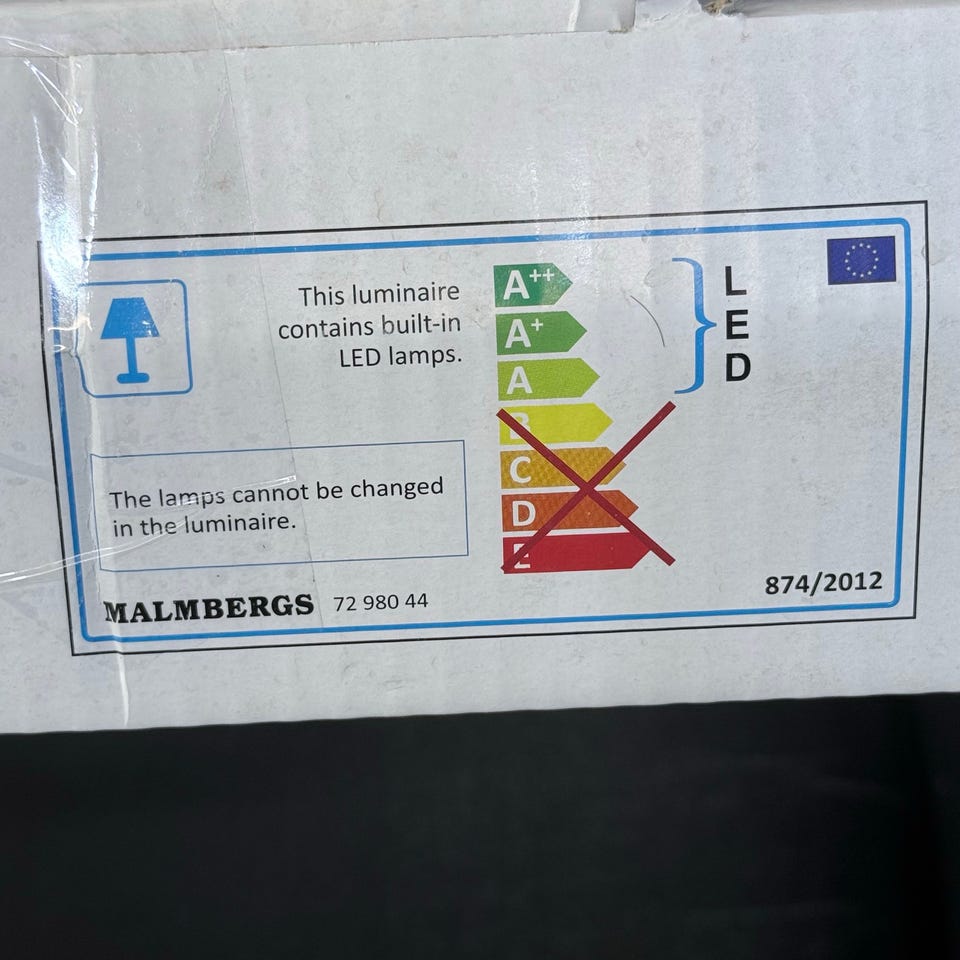 This luminaire
contains built-in
LED lamps.
A++
A+
A
B
C
D
E
L
E
D
The lamps cannot be changed
in the luminaire.
MALMBERGS 72 980 44
874/2012